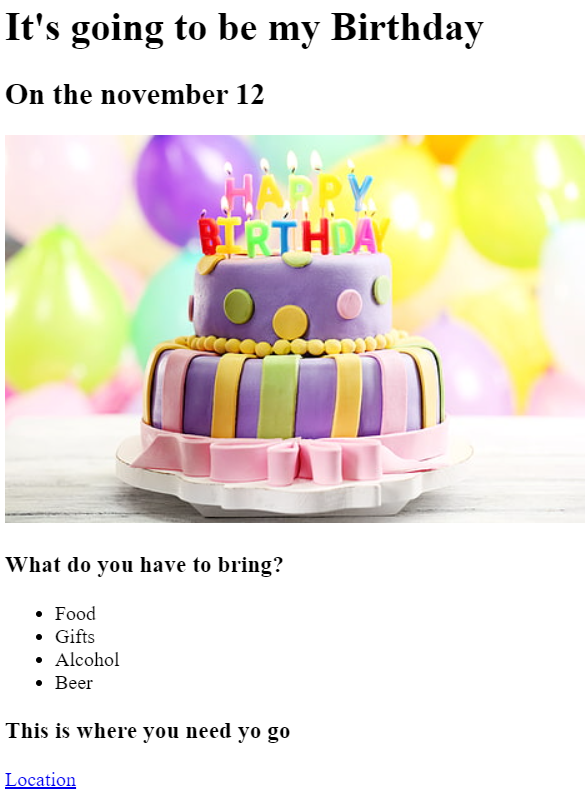 It's going to be my Birthday
On the november 12
HAPPY
BIRTHDAY
What do you have to bring?
Food
Gifts
Alcohol
Beer
This is where you need yo go
Location